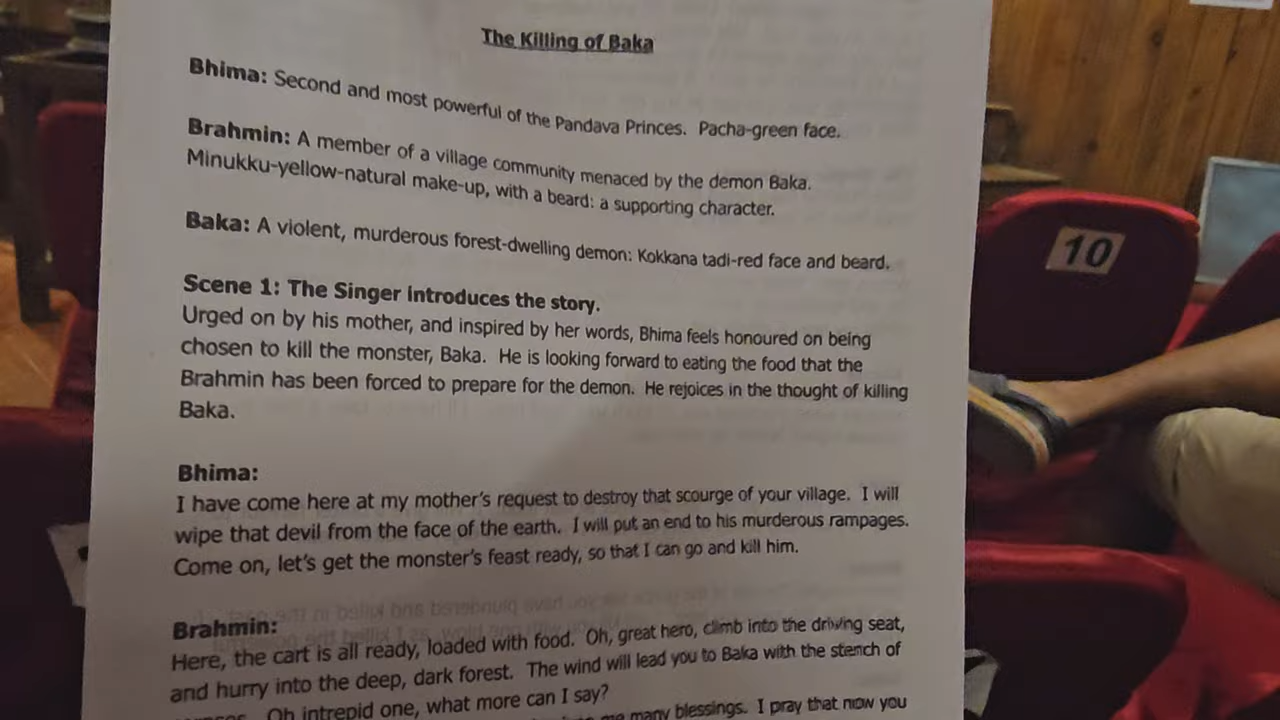 The Killing of Baka
Bhima: Second and most powerful of the Pandava Princes. Pacha-green face.
Brahmin: A member of a village community menaced by the demon Baka.
Minukku-yellow-natural make-up, with a beard: a supporting character.
Baka: A violent, murderous forest-dwelling demon: Kokkana tadi-red face and beard.
Scene 1: The Singer introduces the story.
Urged on by his mother, and inspired by her words, Bhima feels honoured on being
chosen to kill the monster, Baka. He is looking forward to eating the food that the
Brahmin has been forced to prepare for the demon. He rejoices in the thought of killing
Baka.
Bhima:
I have come here at my mother's request to destroy that scourge of your village. I will
wipe that devil from the face of the earth. I will put an end to his murderous rampages.
Come on, let's get the monster's feast ready, so that I can go and kill him.
Brahmin:
Here, the cart is all ready, loaded with food. Oh, great hero, climb into the driving seat,
and hurry into the deep, dark forest. The wind will lead you to Baka with the stench of
Oh intrepid one, what more can I say?
me many blessings. I pray that now you
10